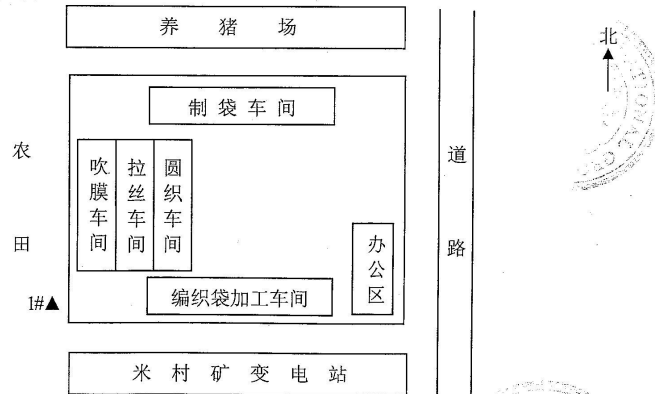 养猪场
北
制袋车间
农田
吹膜车间
拉丝车间
圆织车间
道路
办公区
1#▲
编织袋加工车间
米村矿变电站